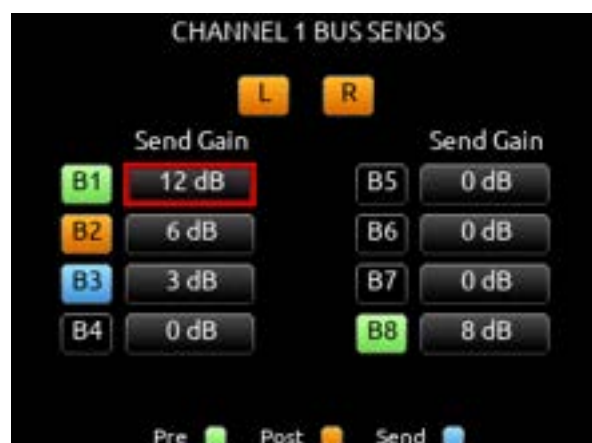 CHANNEL 1 BUS SENDS
L R
Send Gain Send Gain
B1 12 dB B5 0 dB
B2 6 dB B6 0 dB
B3 3 dB B7 0 dB
B4 0 dB B8 8 dB
Pre Post Send